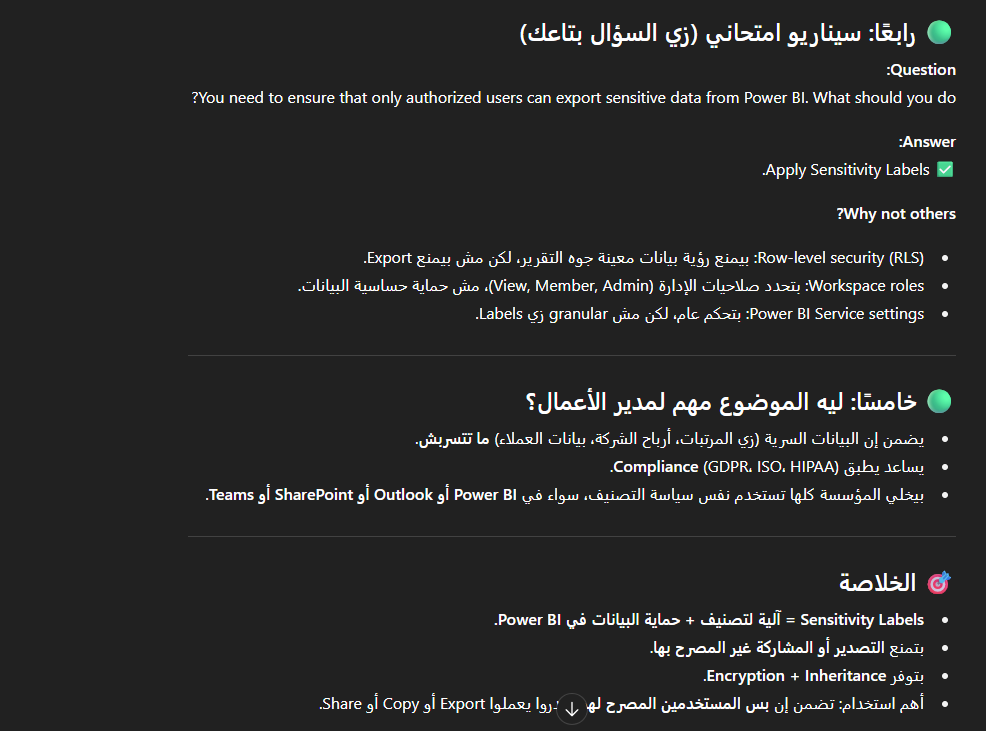 🟢 رابعًا: سيناريو امتحاني (زي السؤال بتاعك)
Question:
You need to ensure that only authorized users can export sensitive data from Power BI. What should you do?
Answer:
✅ Apply Sensitivity Labels.
Why not others?
• Row-level security (RLS): بيمنع رؤية بيانات معينة جوه التقرير، لكن مش بيمنع Export.
• Workspace roles: بتحدد صلاحيات الإدارة (View, Member, Admin)، مش حماية حساسية البيانات.
• Power BI Service settings: بتحكم عام، لكن مش granular زي Labels.
🟢 خامسًا: ليه الموضوع مهم لمدير الأعمال؟
• يضمن إن البيانات السرية (زي المرتبات، أرباح الشركة، بيانات العملاء) ما تتسربش.
• يساعد يطبق Compliance (GDPR، ISO، HIPAA).
• بيخلي المؤسسة كلها تستخدم نفس سياسة التصنيف، سواء في Power BI أو Outlook أو SharePoint أو Teams.
🎯 الخلاصة
• Sensitivity Labels = آلية لتصنيف + حماية البيانات في Power BI.
• بتمنع التصدير أو المشاركة غير المصرح بها.
• بتوفر Encryption + Inheritance.
• أهم استخدام: تضمن إن بس المستخدمين المصرح يعملوا Export أو Copy أو Share.